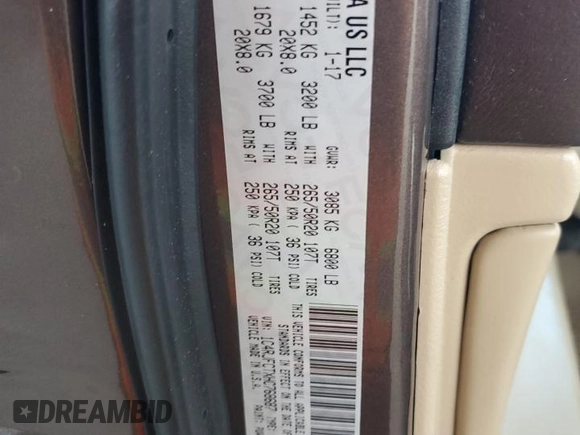 A US LLC
ILT): 1-17 GVWR: 3085 KG 6800 LB
1452 KG 3200 LB WITH 265/50R20 107T TIRES
20X8.0 RIMS AT 250 KPA ( 36 PSI) COLD
1679 KG 3700 LB WITH 265/50R20 107T TIRES
20X8.0 RIMS AT 250 KPA ( 36 PSI) COLD
THIS VEHICLE CONFORMS TO ALL APPLICABLE
STANDARDS IN EFFECT ON THE DATE OF
VIN:
VEHICLE MADE IN U.S.A. PAINT:
DREAMBID